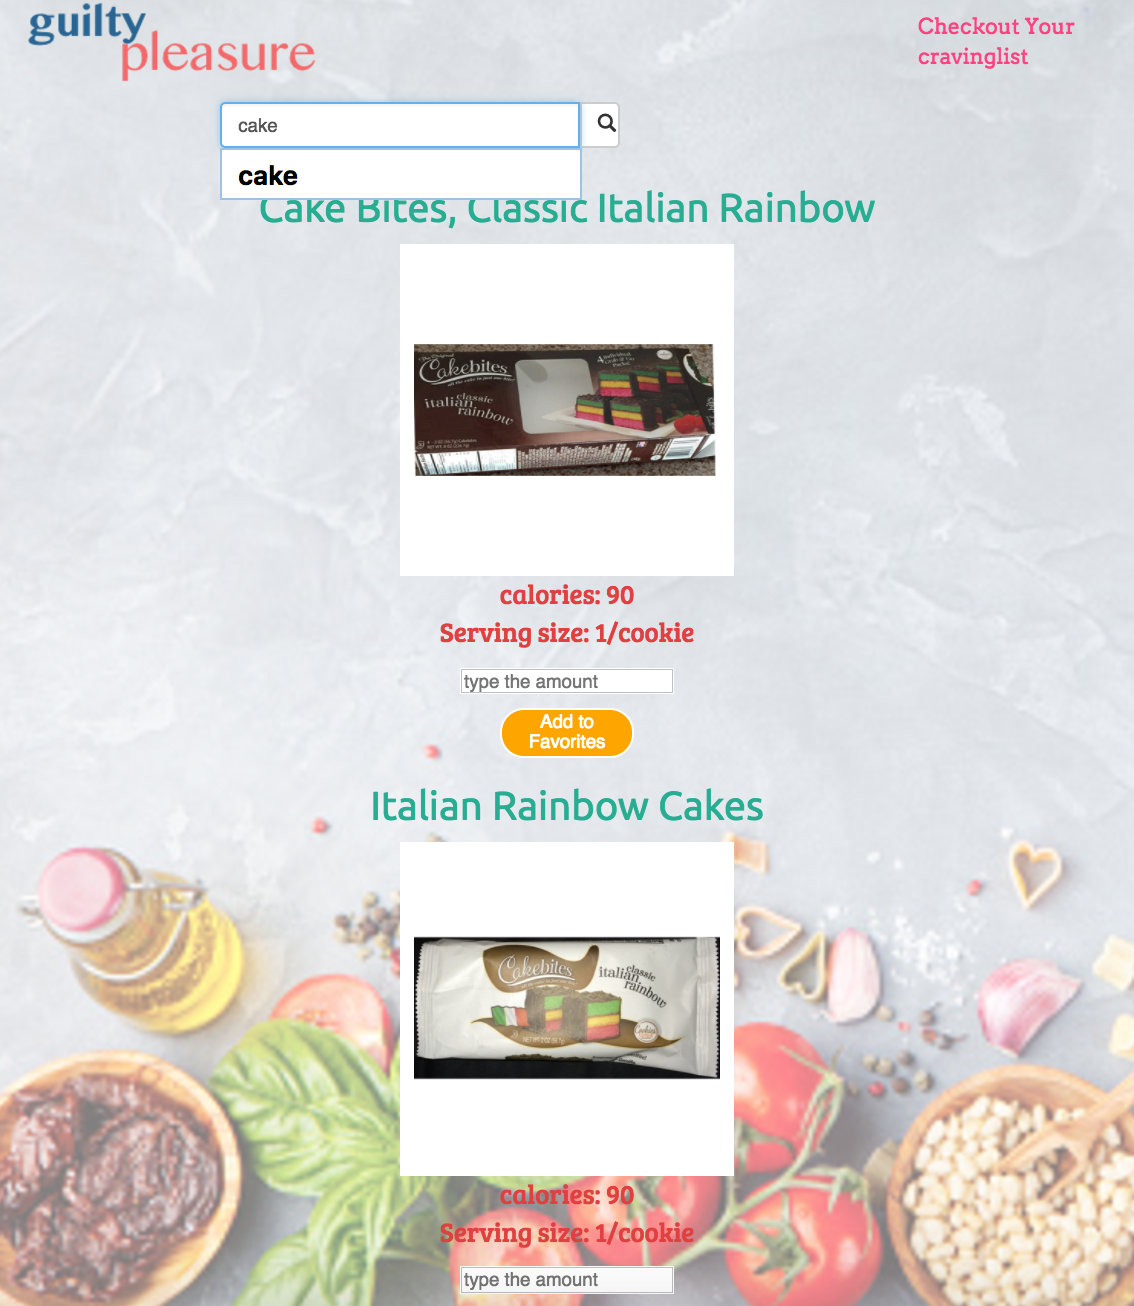 guilty
pleasure
Checkout Your
cravinglist
cake
cake
Cake Bites, Classic Italian Rainbow
The Original
Cakebites
classic
italian
rainbow
calories: 90
Serving size: 1/cookie
type the amount
Add to
Favorites
Italian Rainbow Cakes
Cakebites
classic
italian
rainbow
calories: 90
Serving size: 1/cookie
type the amount